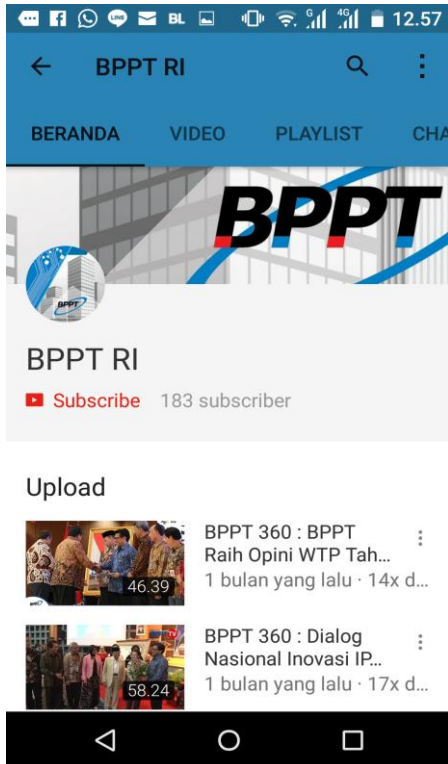 BL G 4G 12.57
BPPT RI
BERANDA VIDEO PLAYLIST CHA
BPPT
BPPT
BPPT RI
Subscribe 183 subscriber
Upload
46.39
BPPT 360 : BPPT
Raih Opini WTP Tah...
1 bulan yang lalu · 14x d...
58.24
BPPT 360 : Dialog
Nasional Inovasi IP...
1 bulan yang lalu · 17x d...